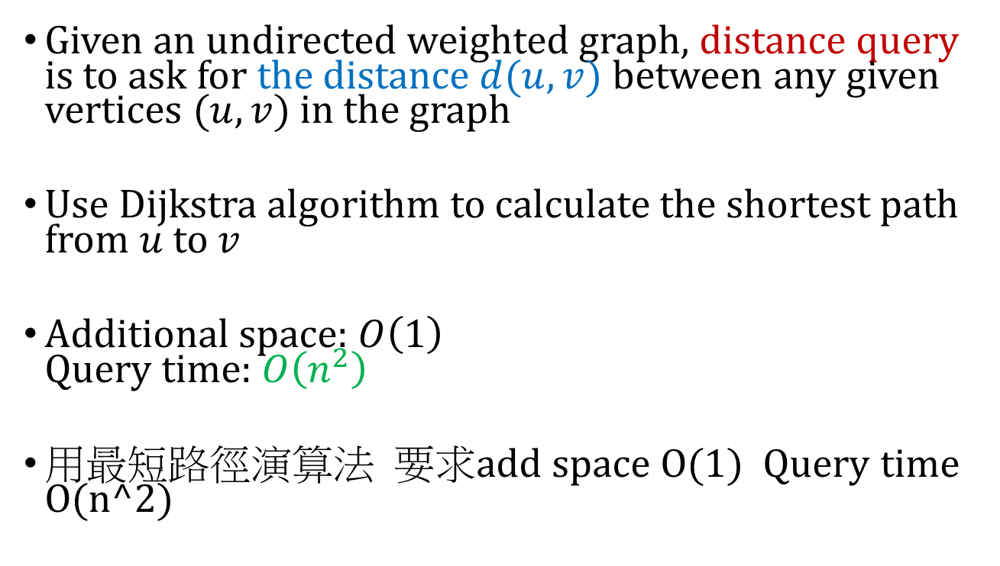 • Given an undirected weighted graph, distance query
is to ask for the distance d(u, v) between any given
vertices (u, v) in the graph
• Use Dijkstra algorithm to calculate the shortest path
from u to v
• Additional space: O(1)
Query time: O(n²)
• 用最短路徑演算法 要求add space O(1) Query time
O(n^2)